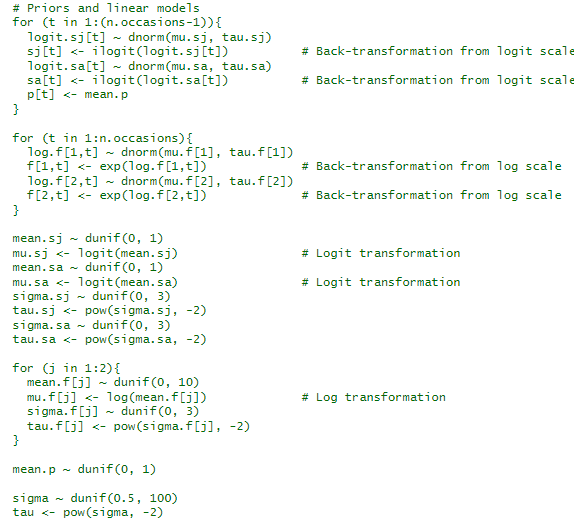 # Priors and linear models
for (t in 1:(n.occasions-1)){
  logit.sj[t] ~ dnorm(mu.sj, tau.sj)
  sj[t] <- ilogit(logit.sj[t])          # Back-transformation from logit scale
  logit.sa[t] ~ dnorm(mu.sa, tau.sa)
  sa[t] <- ilogit(logit.sa[t])          # Back-transformation from logit scale
  p[t] <- mean.p
}

for (t in 1:n.occasions){
  log.f[1,t] ~ dnorm(mu.f[1], tau.f[1])
  f[1,t] <- exp(log.f[1,t])             # Back-transformation from log scale
  log.f[2,t] ~ dnorm(mu.f[2], tau.f[2])
  f[2,t] <- exp(log.f[2,t])             # Back-transformation from log scale
}

mean.sj ~ dunif(0, 1)
mu.sj <- logit(mean.sj)                 # Logit transformation
mean.sa ~ dunif(0, 1)
mu.sa <- logit(mean.sa)                 # Logit transformation
sigma.sj ~ dunif(0, 3)
tau.sj <- pow(sigma.sj, -2)
sigma.sa ~ dunif(0, 3)
tau.sa <- pow(sigma.sa, -2)

for (j in 1:2){
  mean.f[j] ~ dunif(0, 10)
  mu.f[j] <- log(mean.f[j])             # Log transformation
  sigma.f[j] ~ dunif(0, 3)
  tau.f[j] <- pow(sigma.f[j], -2)
}

mean.p ~ dunif(0, 1)

sigma ~ dunif(0.5, 100)
tau <- pow(sigma, -2)